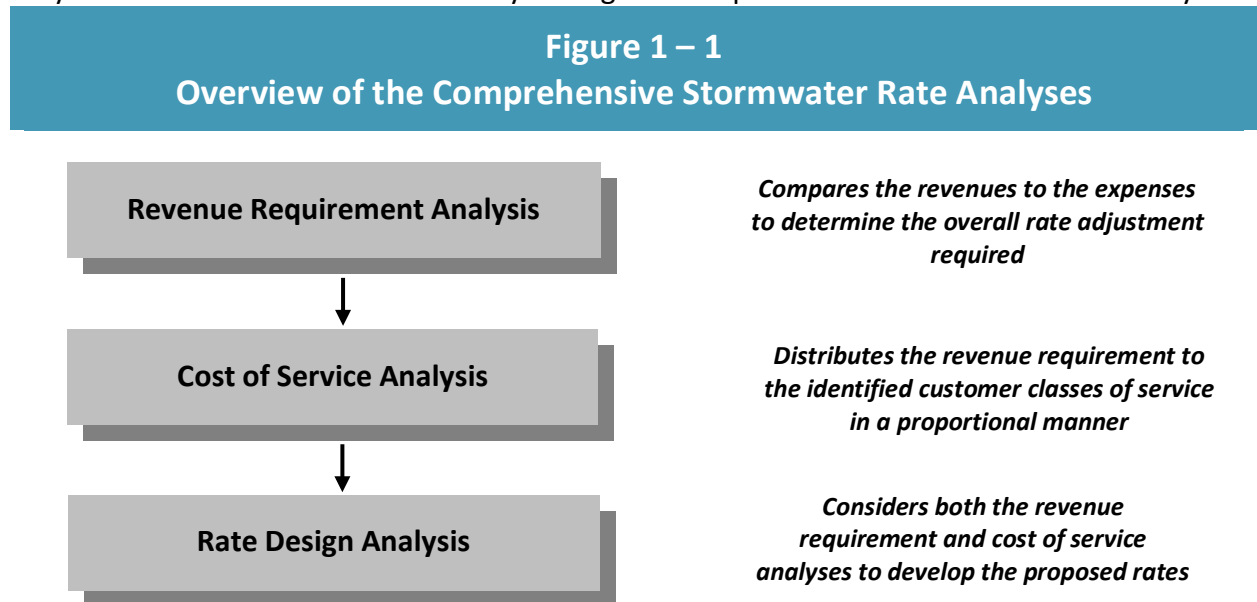 Figure 1 – 1
Overview of the Comprehensive Stormwater Rate Analyses
Revenue Requirement Analysis
Compares the revenues to the expenses
to determine the overall rate adjustment
required
Cost of Service Analysis
Distributes the revenue requirement to
the identified customer classes of service
in a proportional manner
Rate Design Analysis
Considers both the revenue
requirement and cost of service
analyses to develop the proposed rates